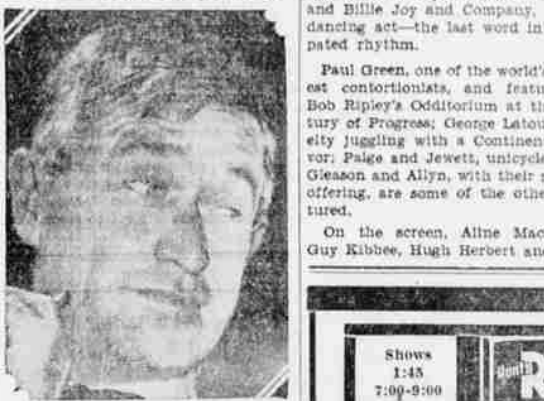 and Billie Joy and Company,
dancing act—the last word in
pated rhythm.
Paul Green, one of the world's
est contortionists, and featu
Bob Ripley's Odditorium at th
tury of Progress; George Latou
elty juggling with a Continen
vor; Paige and Jewett, unicycle
Gleason and Allyn, with their s
offering, are some of the othe
tured.
On the screen, Aline Mac
Guy Kibbee, Hugh Herbert and
Shows
1:45
7:00-9:00